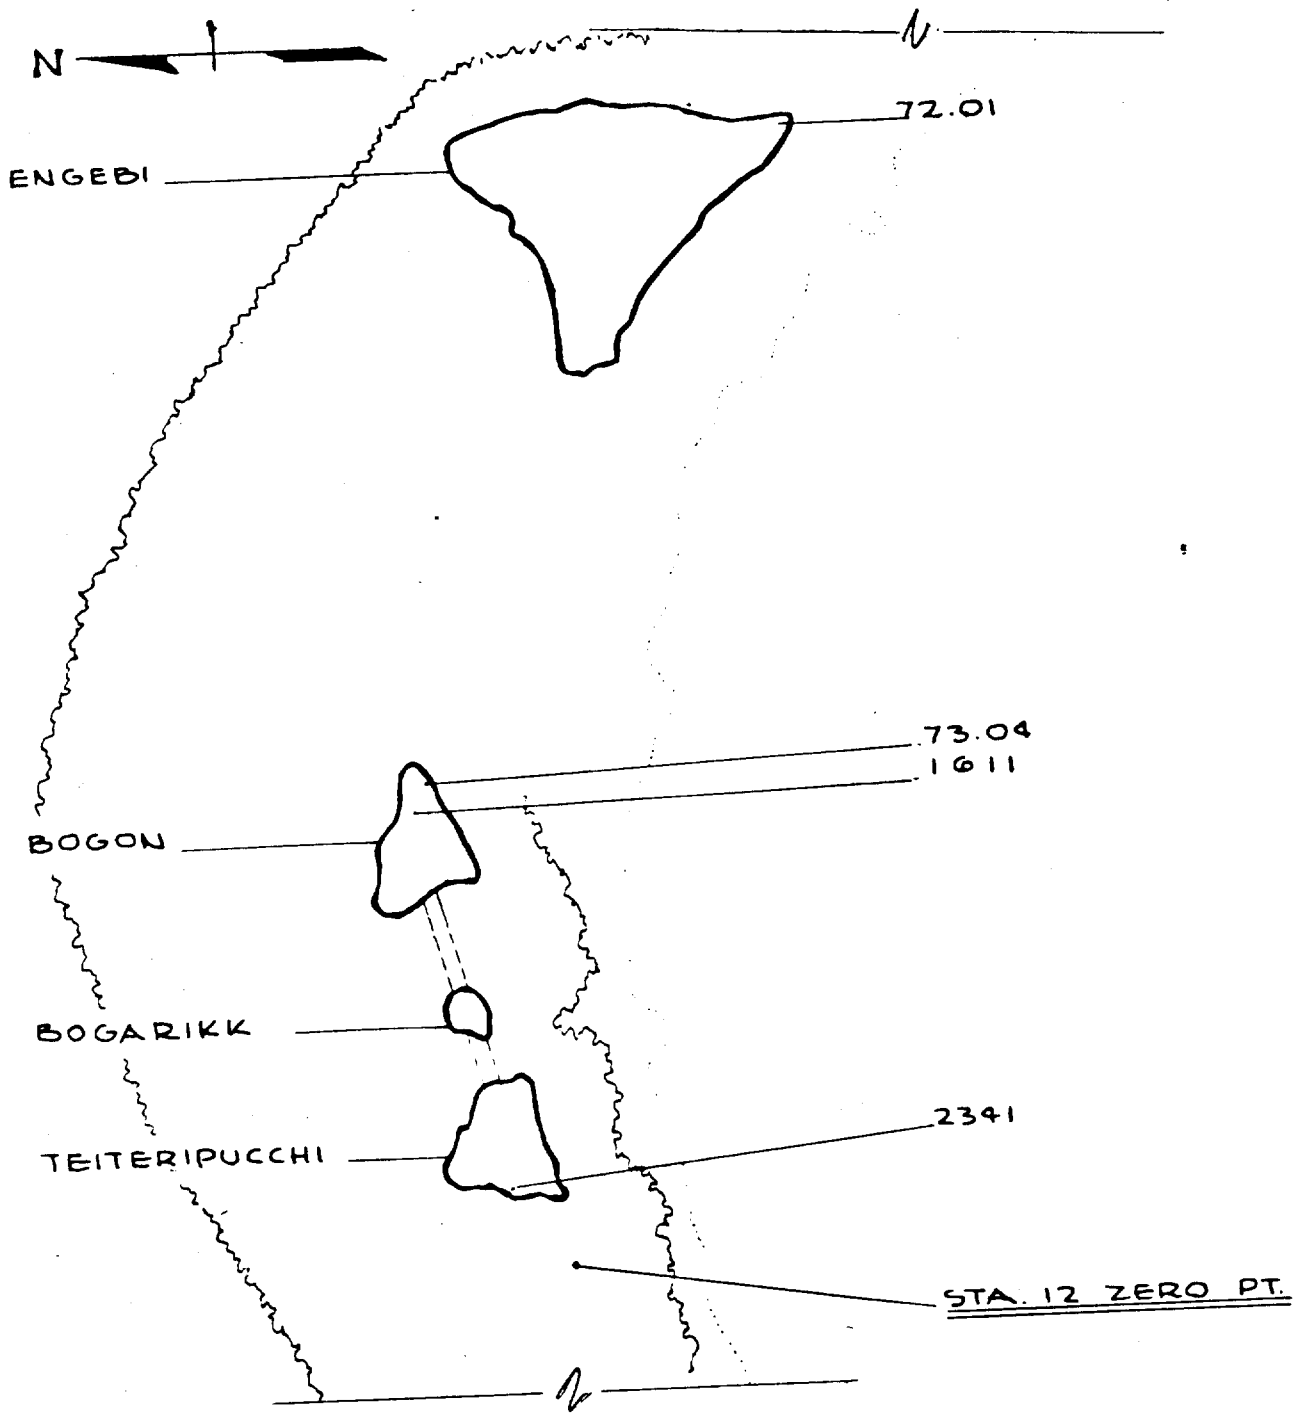 N
72.01
ENGEBI
73.04
1611
BOGON
BOGARIKK
2341
TEITERIPUCCHI
STA. 12 ZERO PT.